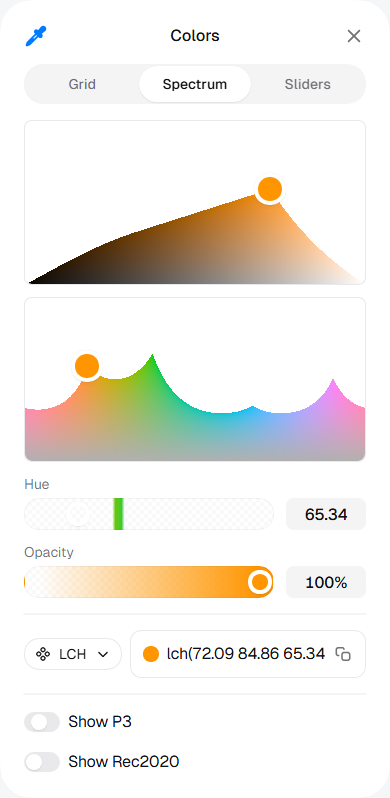 Colors
Grid Spectrum Sliders
Hue
65.34
Opacity
100%
LCH lch(72.09 84.86 65.34
Show P3
Show Rec2020